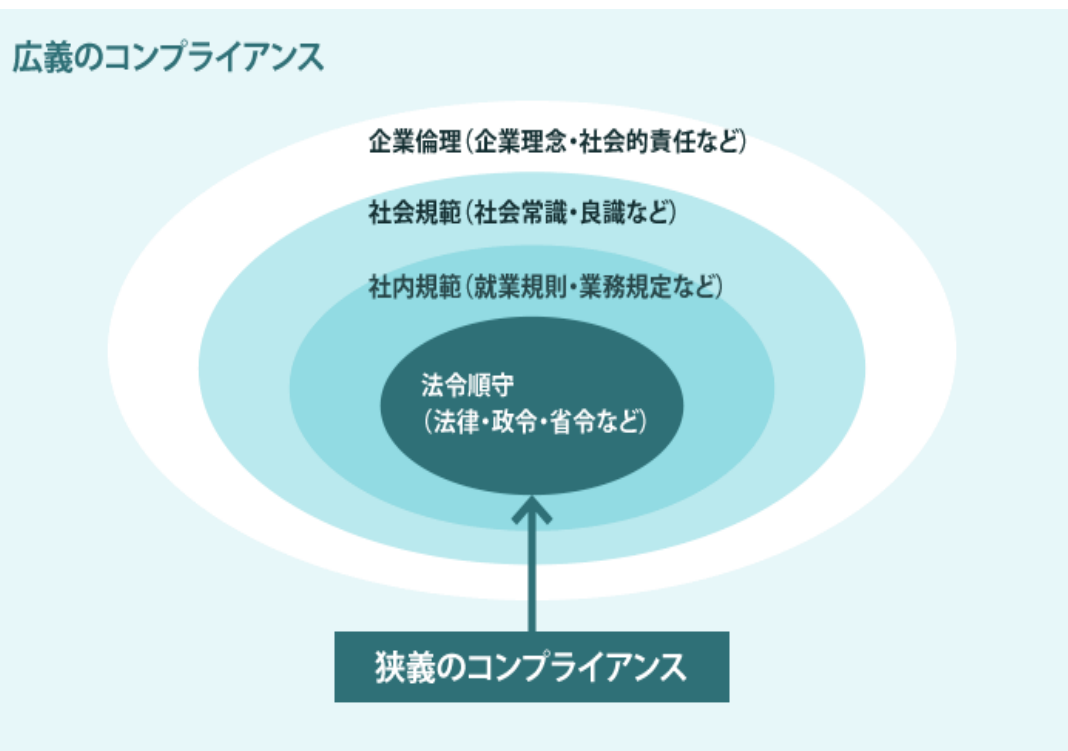 広義のコンプライアンス
企業倫理(企業理念・社会的責任など)
社会規範(社会常識・良識など)
社内規範(就業規則・業務規定など)
法令順守
(法律・政令・省令など)
狭義のコンプライアンス